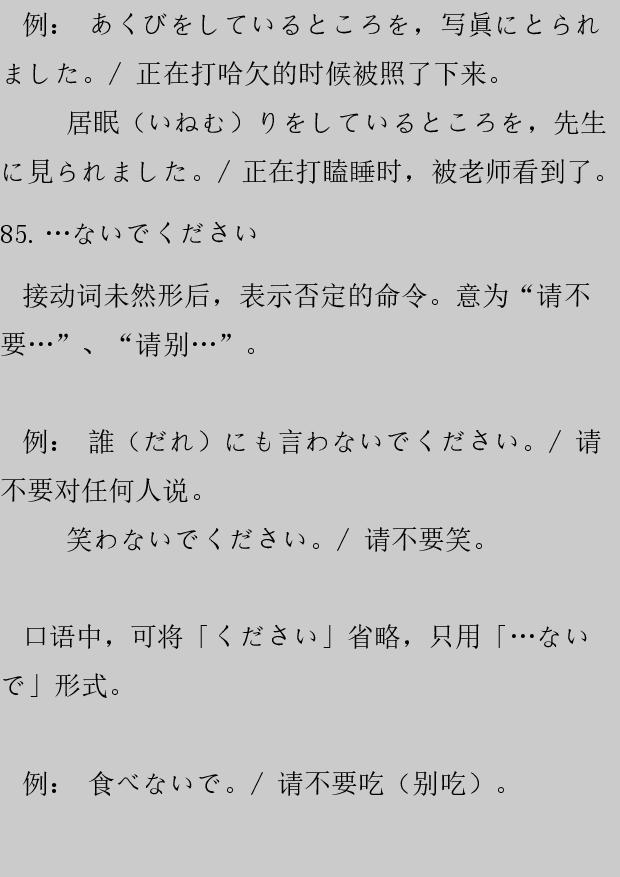 例： あくびをしているところを，写眞にとられ
ました。/ 正在打哈欠的时候被照了下来。
居眠（いねむ）りをしているところを，先生
に見られました。/ 正在打瞌睡时，被老师看到了。
85. …ないでください
接动词未然形后，表示否定的命令。意为“请不
要…”、“请别…”。
例： 誰（だれ）にも言わないでください。/ 请
不要对任何人说。
笑わないでください。/ 请不要笑。
口语中，可将「ください」省略，只用「…ない
で」形式。
例： 食べないで。/ 请不要吃（别吃）。